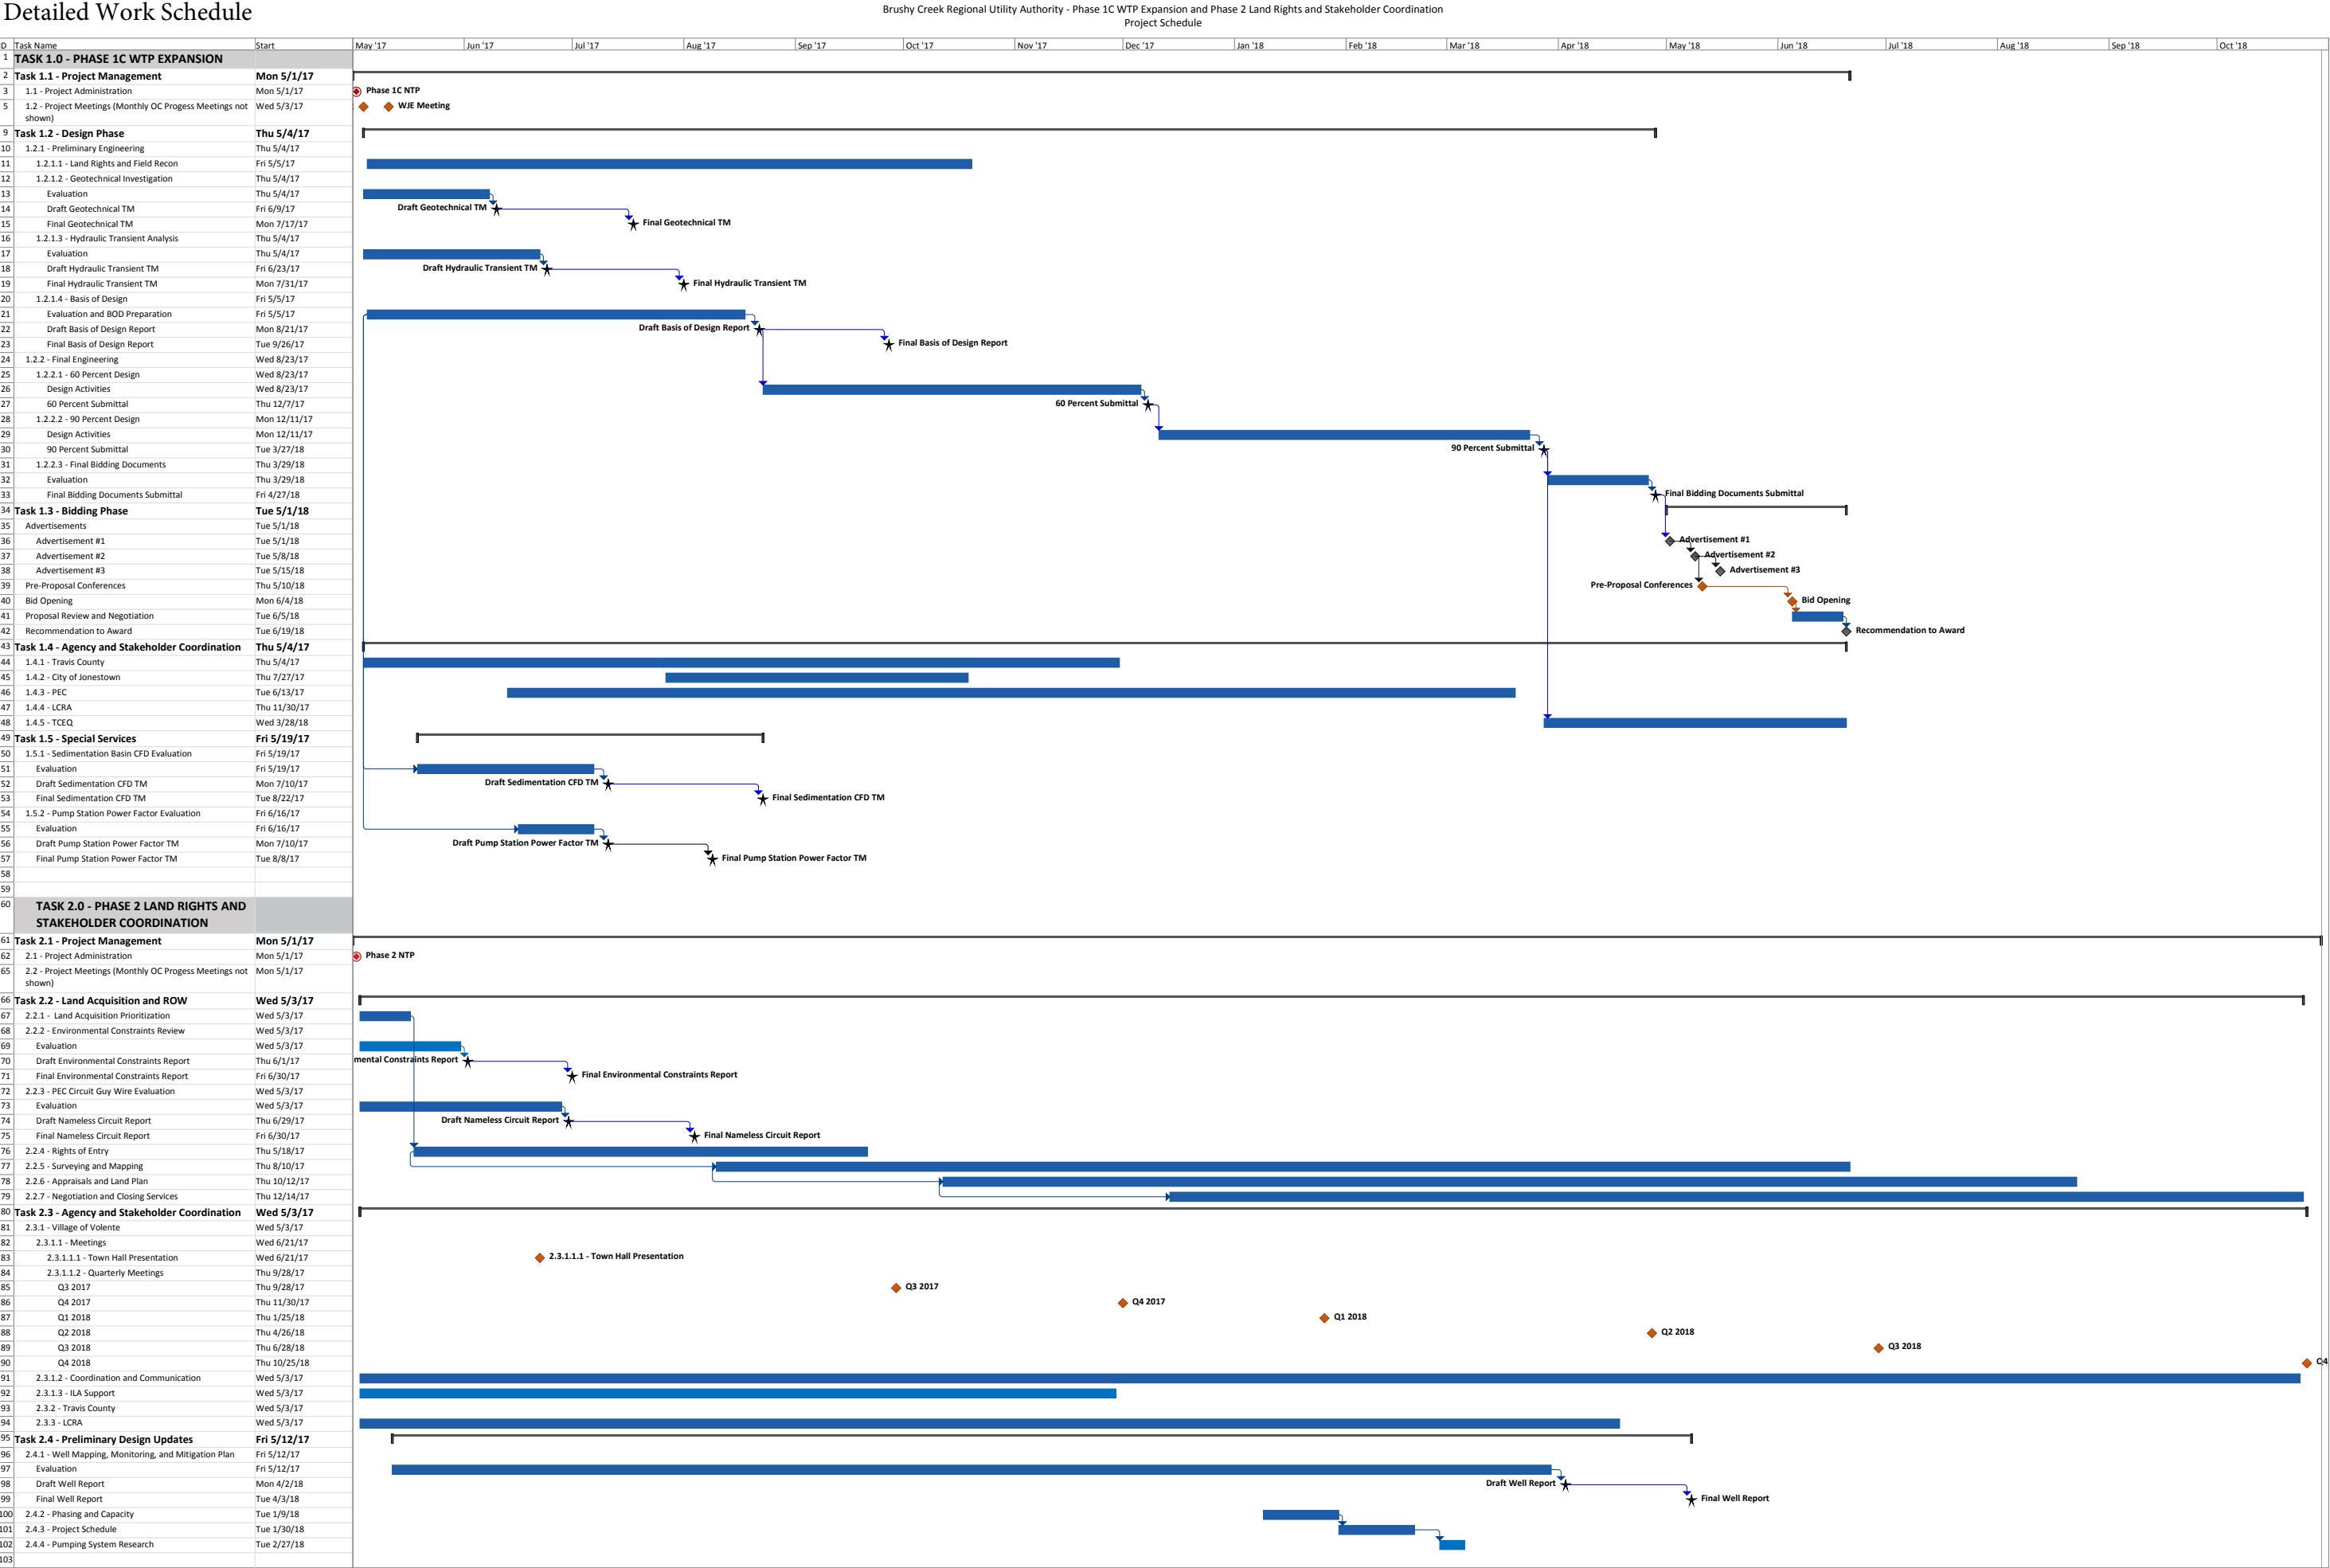 Detailed Work Schedule
Brushy Creek Regional Utility Authority - Phase 1C WTP Expansion and Phase 2 Land Rights and Stakeholder Coordination
Project Schedule
ID Task Name Start May '17 Jun '17 Jul '17 Aug '17 Sep '17 Oct '17 Nov '17 Dec '17 Jan '18 Feb '18 Mar '18 Apr '18 May '18 Jun '18 Jul '18 Aug '18 Sep '18 Oct '18
1 TASK 1.0 - PHASE 1C WTP EXPANSION
2 Task 1.1 - Project Management Mon 5/1/17
3 1.1 - Project Administration Mon 5/1/17 Phase 1C NTP
5 1.2 - Project Meetings (Monthly OC Progess Meetings not Wed 5/3/17 WJE Meeting
shown)
9 Task 1.2 - Design Phase Thu 5/4/17
10 1.2.1 - Preliminary Engineering Thu 5/4/17
11 1.2.1.1 - Land Rights and Field Recon Fri 5/5/17
12 1.2.1.2 - Geotechnical Investigation Thu 5/4/17
13 Evaluation Thu 5/4/17
14 Draft Geotechnical TM Fri 6/9/17 Draft Geotechnical TM
15 Final Geotechnical TM Mon 7/17/17 Final Geotechnical TM
16 1.2.1.3 - Hydraulic Transient Analysis Thu 5/4/17
17 Evaluation Thu 5/4/17
18 Draft Hydraulic Transient TM Fri 6/23/17 Draft Hydraulic Transient TM
19 Final Hydraulic Transient TM Mon 7/31/17 Final Hydraulic Transient TM
20 1.2.1.4 - Basis of Design Fri 5/5/17
21 Evaluation and BOD Preparation Fri 5/5/17
22 Draft Basis of Design Report Mon 8/21/17 Draft Basis of Design Report
23 Final Basis of Design Report Tue 9/26/17 Final Basis of Design Report
24 1.2.2 - Final Engineering Wed 8/23/17
25 1.2.2.1 - 60 Percent Design Wed 8/23/17
26 Design Activities Wed 8/23/17
27 60 Percent Submittal Thu 12/7/17 60 Percent Submittal
28 1.2.2.2 - 90 Percent Design Mon 12/11/17
29 Design Activities Mon 12/11/17
30 90 Percent Submittal Tue 3/27/18 90 Percent Submittal
31 1.2.2.3 - Final Bidding Documents Thu 3/29/18
32 Evaluation Thu 3/29/18
33 Final Bidding Documents Submittal Fri 4/27/18 Final Bidding Documents Submittal
34 Task 1.3 - Bidding Phase Tue 5/1/18
35 Advertisements Tue 5/1/18
36 Advertisement #1 Tue 5/1/18 Advertisement #1
37 Advertisement #2 Tue 5/8/18 Advertisement #2
38 Advertisement #3 Tue 5/15/18 Advertisement #3
39 Pre-Proposal Conferences Thu 5/10/18 Pre-Proposal Conferences
40 Bid Opening Mon 6/4/18 Bid Opening
41 Proposal Review and Negotiation Tue 6/5/18
42 Recommendation to Award Tue 6/19/18 Recommendation to Award
43 Task 1.4 - Agency and Stakeholder Coordination Thu 5/4/17
44 1.4.1 - Travis County Thu 5/4/17
45 1.4.2 - City of Jonestown Thu 7/27/17
46 1.4.3 - PEC Tue 6/13/17
47 1.4.4 - LCRA Thu 11/30/17
48 1.4.5 - TCEQ Wed 3/28/18
49 Task 1.5 - Special Services Fri 5/19/17
50 1.5.1 - Sedimentation Basin CFD Evaluation Fri 5/19/17
51 Evaluation Fri 5/19/17
52 Draft Sedimentation CFD TM Mon 7/10/17 Draft Sedimentation CFD TM
53 Final Sedimentation CFD TM Tue 8/22/17 Final Sedimentation CFD TM
54 1.5.2 - Pump Station Power Factor Evaluation Fri 6/16/17
55 Evaluation Fri 6/16/17
56 Draft Pump Station Power Factor TM Mon 7/10/17 Draft Pump Station Power Factor TM
57 Final Pump Station Power Factor TM Tue 8/8/17 Final Pump Station Power Factor TM
58
59
60 TASK 2.0 - PHASE 2 LAND RIGHTS AND
STAKEHOLDER COORDINATION
61 Task 2.1 - Project Management Mon 5/1/17
62 2.1 - Project Administration Mon 5/1/17 Phase 2 NTP
65 2.2 - Project Meetings (Monthly OC Progess Meetings not Mon 5/1/17
shown)
66 Task 2.2 - Land Acquisition and ROW Wed 5/3/17
67 2.2.1 - Land Acquisition Prioritization Wed 5/3/17
68 2.2.2 - Environmental Constraints Review Wed 5/3/17
69 Evaluation Wed 5/3/17
70 Draft Environmental Constraints Report Thu 6/1/17 mental Constraints Report
71 Final Environmental Constraints Report Fri 6/30/17 Final Environmental Constraints Report
72 2.2.3 - PEC Circuit Guy Wire Evaluation Wed 5/3/17
73 Evaluation Wed 5/3/17
74 Draft Nameless Circuit Report Thu 6/29/17 Draft Nameless Circuit Report
75 Final Nameless Circuit Report Fri 6/30/17 Final Nameless Circuit Report
76 2.2.4 - Rights of Entry Thu 5/18/17
77 2.2.5 - Surveying and Mapping Thu 8/10/17
78 2.2.6 - Appraisals and Land Plan Thu 10/12/17
79 2.2.7 - Negotiation and Closing Services Thu 12/14/17
80 Task 2.3 - Agency and Stakeholder Coordination Wed 5/3/17
81 2.3.1 - Village of Volente Wed 5/3/17
82 2.3.1.1 - Meetings Wed 6/21/17
83 2.3.1.1.1 - Town Hall Presentation Wed 6/21/17 2.3.1.1.1 - Town Hall Presentation
84 2.3.1.1.2 - Quarterly Meetings Thu 9/28/17
85 Q3 2017 Thu 9/28/17 Q3 2017
86 Q4 2017 Thu 11/30/17 Q4 2017
87 Q1 2018 Thu 1/25/18 Q1 2018
88 Q2 2018 Thu 4/26/18 Q2 2018
89 Q3 2018 Thu 6/28/18 Q3 2018
90 Q4 2018 Thu 10/25/18 Q4
91 2.3.1.2 - Coordination and Communication Wed 5/3/17
92 2.3.1.3 - ILA Support Wed 5/3/17
93 2.3.2 - Travis County Wed 5/3/17
94 2.3.3 - LCRA Wed 5/3/17
95 Task 2.4 - Preliminary Design Updates Fri 5/12/17
96 2.4.1 - Well Mapping, Monitoring, and Mitigation Plan Fri 5/12/17
97 Evaluation Fri 5/12/17
98 Draft Well Report Mon 4/2/18 Draft Well Report
99 Final Well Report Tue 4/3/18 Final Well Report
100 2.4.2 - Phasing and Capacity Tue 1/9/18
101 2.4.3 - Project Schedule Tue 1/30/18
102 2.4.4 - Pumping System Research Tue 2/27/18
103